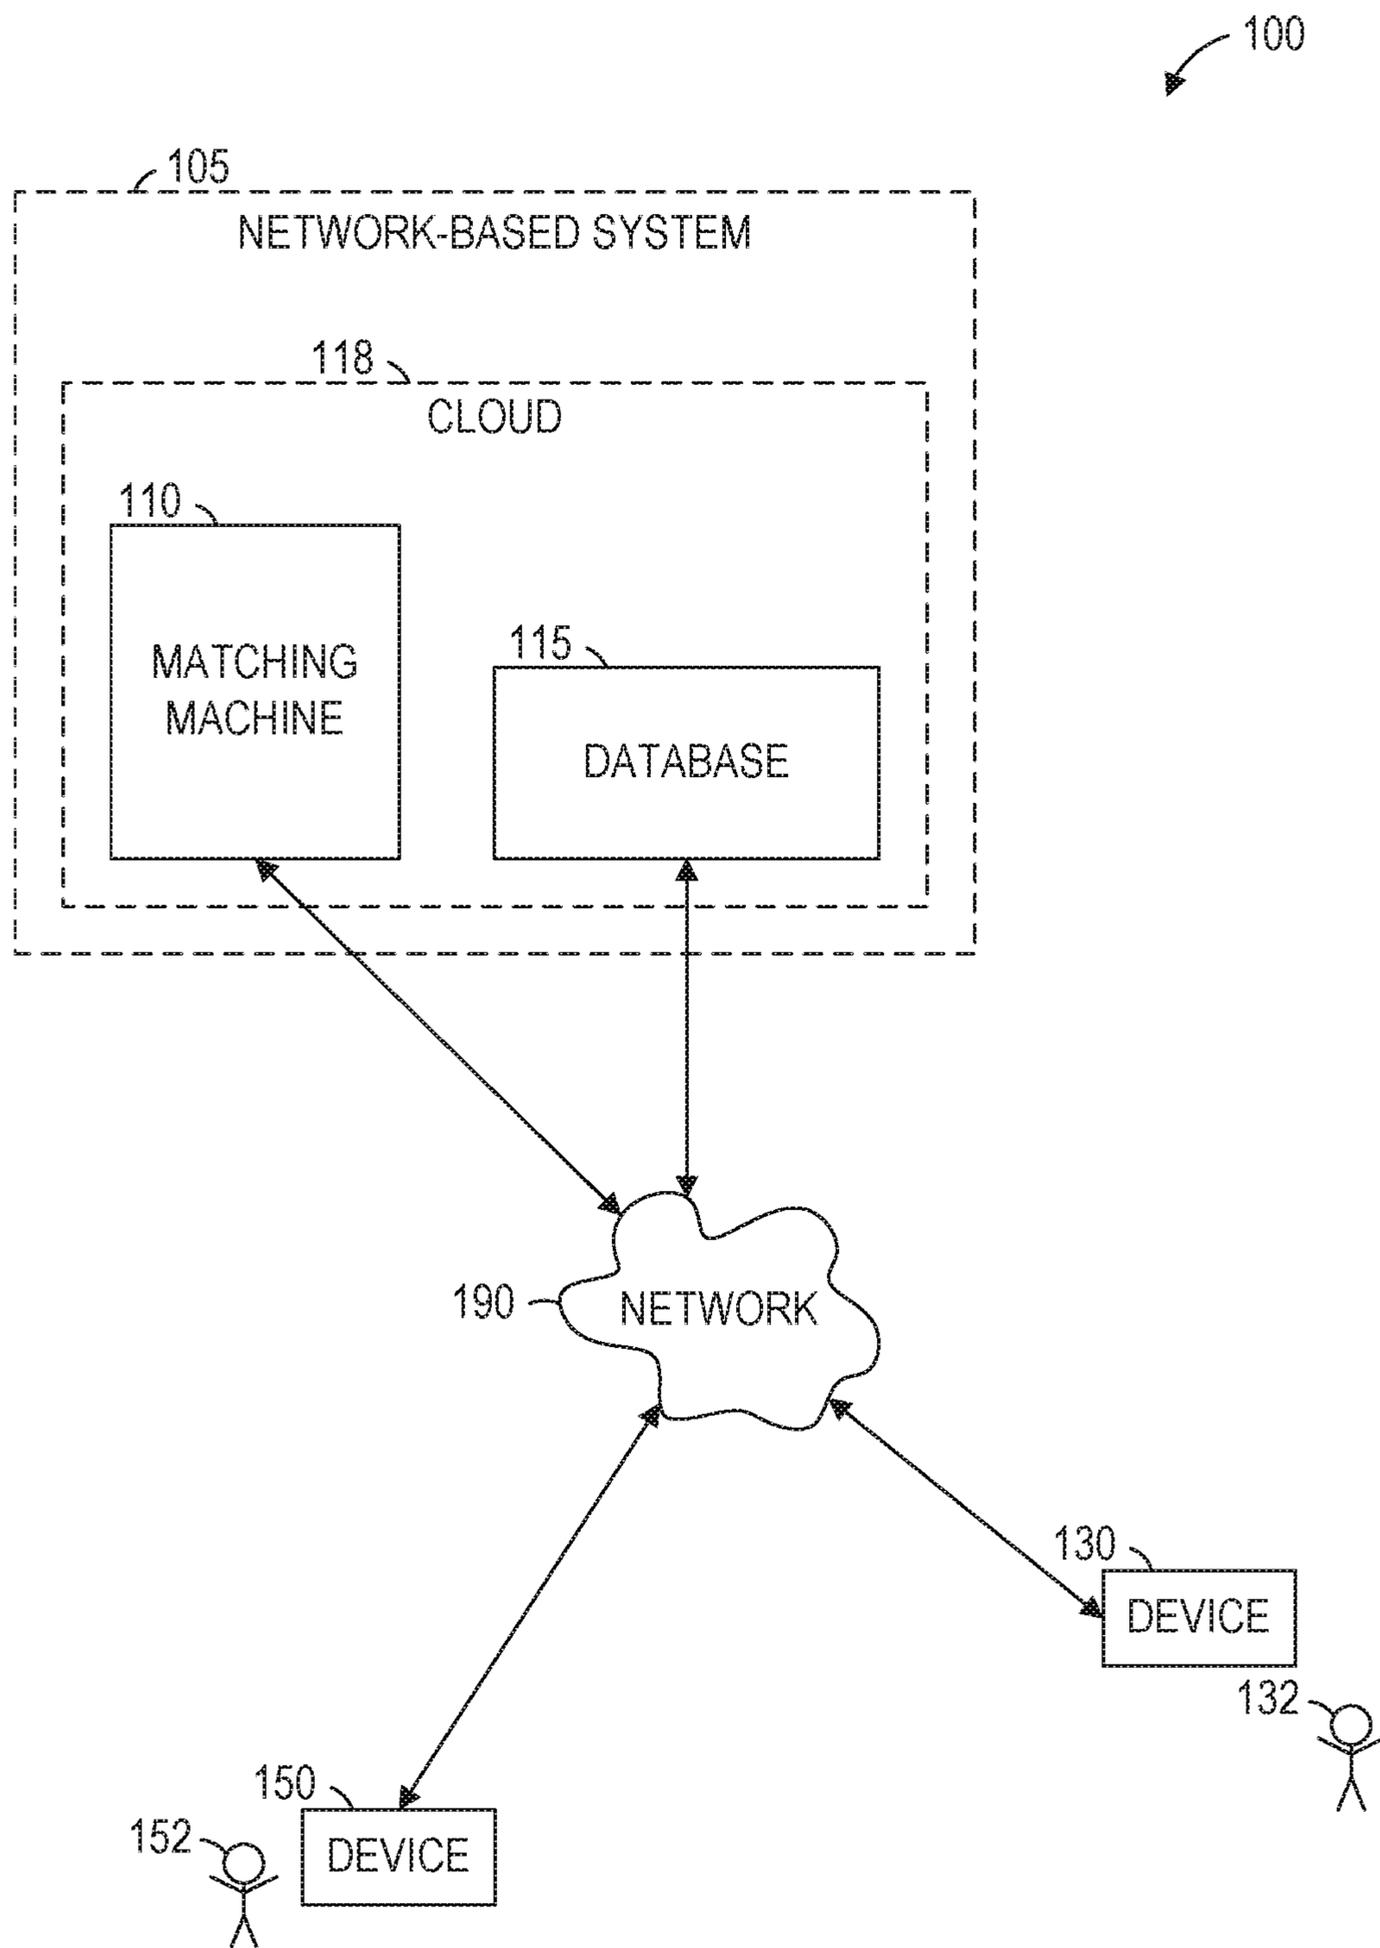 100
105
NETWORK-BASED SYSTEM
118
CLOUD
110
MATCHING
MACHINE
115
DATABASE
190
NETWORK
130
DEVICE
132
150
DEVICE
152